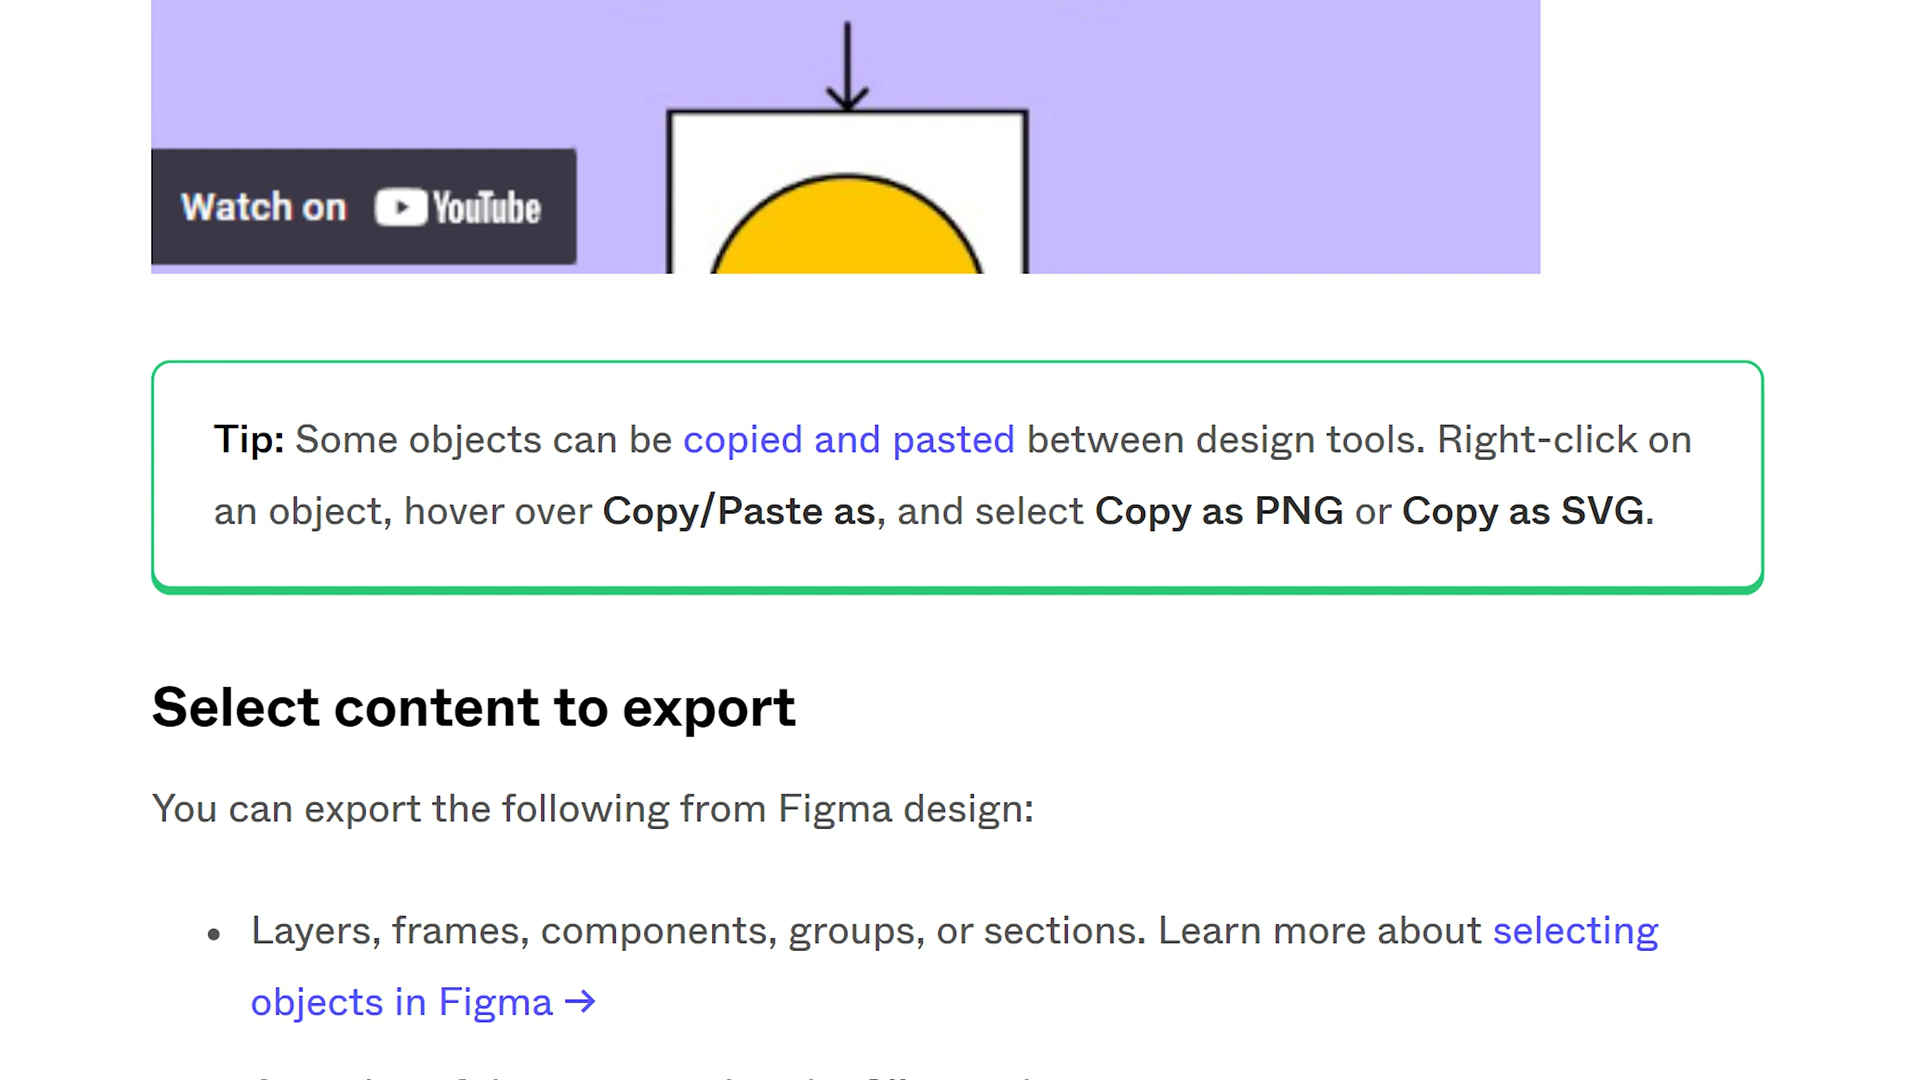 Watch on YouTube
Tip: Some objects can be copied and pasted between design tools. Right-click on
an object, hover over Copy/Paste as, and select Copy as PNG or Copy as SVG.
Select content to export
You can export the following from Figma design:
• Layers, frames, components, groups, or sections. Learn more about selecting
objects in Figma →